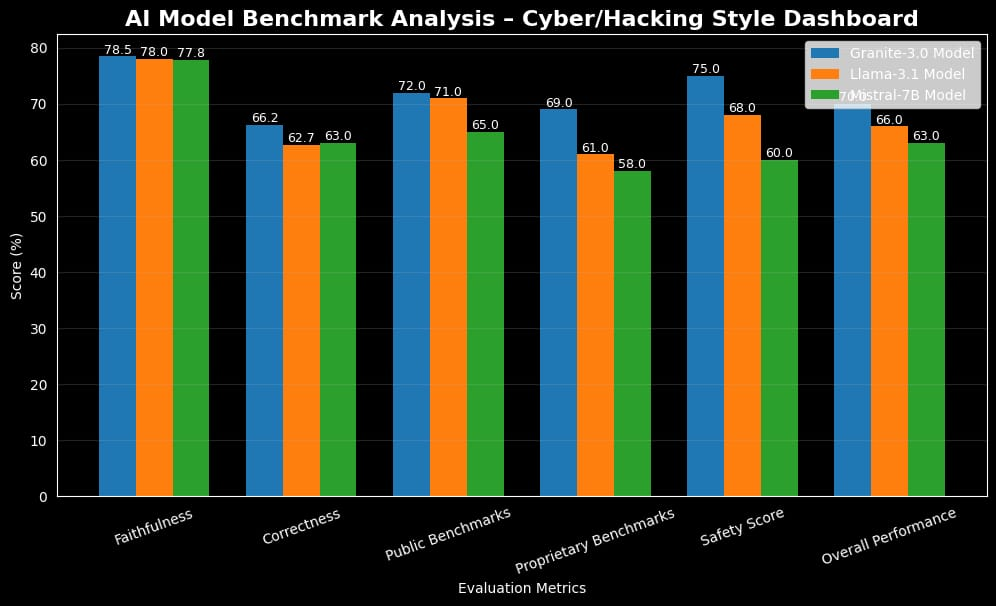 AI Model Benchmark Analysis – Cyber/Hacking Style Dashboard
Granite-3.0 Model
Llama-3.1 Model
Mistral-7B Model
Score (%)
80
70
60
50
40
30
20
10
0
78.5 78.0 77.8
66.2 62.7 63.0
72.0 71.0 65.0
69.0 61.0 58.0
75.0 68.0 60.0
70.0 66.0 63.0
Faithfulness
Correctness
Public Benchmarks
Proprietary Benchmarks
Safety Score
Overall Performance
Evaluation Metrics